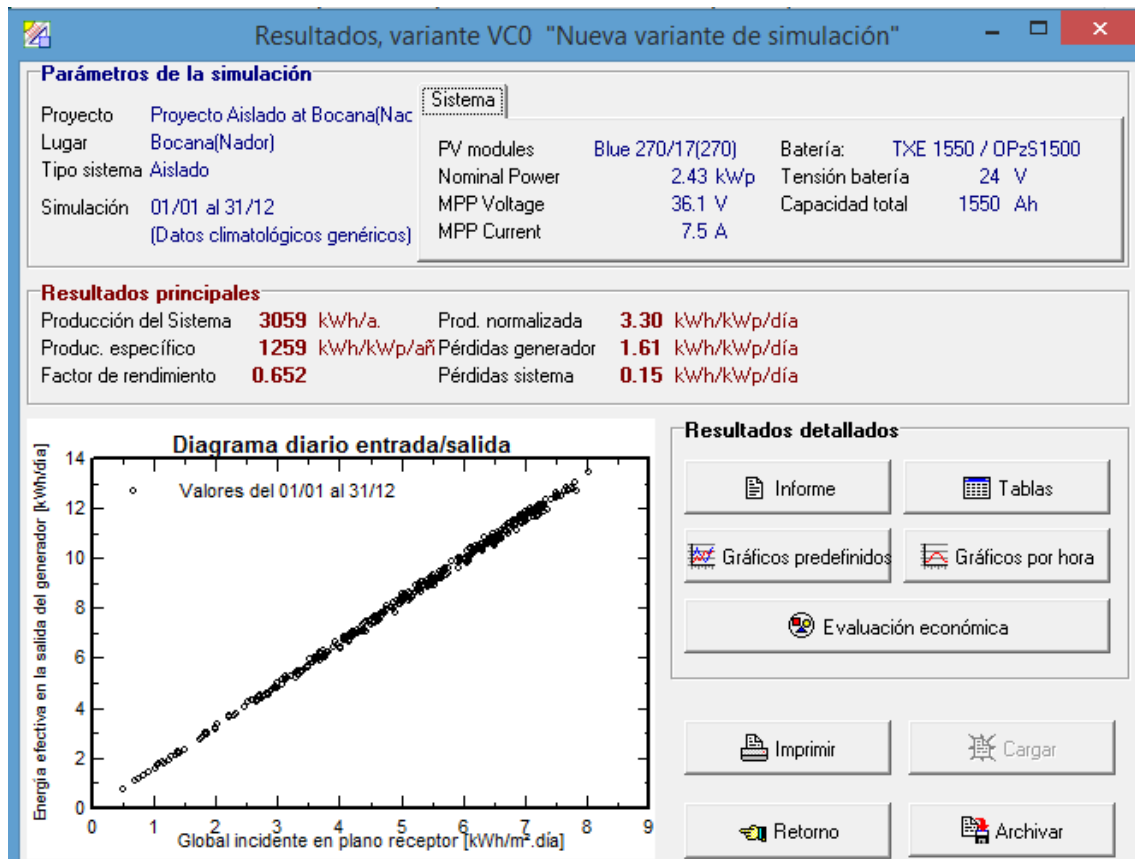 Resultados, variante VC0 "Nueva variante de simulación"
Parámetros de la simulación
Proyecto Proyecto Aislado at Bocana(Nac
Lugar Bocana(Nador)
Tipo sistema Aislado
Simulación 01/01 al 31/12
(Datos climatológicos genéricos)
Sistema
PV modules Blue 270/17(270) Batería: TXE 1550 / OPzS1500
Nominal Power 2.43 kWp Tensión batería 24 V
MPP Voltage 36.1 V Capacidad total 1550 Ah
MPP Current 7.5 A
Resultados principales
Producción del Sistema 3059 kWh/a. Prod. normalizada 3.30 kWh/kWp/día
Produc. específico 1259 kWh/kWp/añ Pérdidas generador 1.61 kWh/kWp/día
Factor de rendimiento 0.652 Pérdidas sistema 0.15 kWh/kWp/día
Diagrama diario entrada/salida
Valores del 01/01 al 31/12
Energía efectiva en la salida del generador [kWh/día]
14
12
10
8
6
4
2
0
0 1 2 3 4 5 6 7 8 9
Global incidente en plano receptor [kWh/m².día]
Resultados detallados
Informe Tablas
Gráficos predefinidos Gráficos por hora
Evaluación económica
Imprimir Cargar
Retorno Archivar